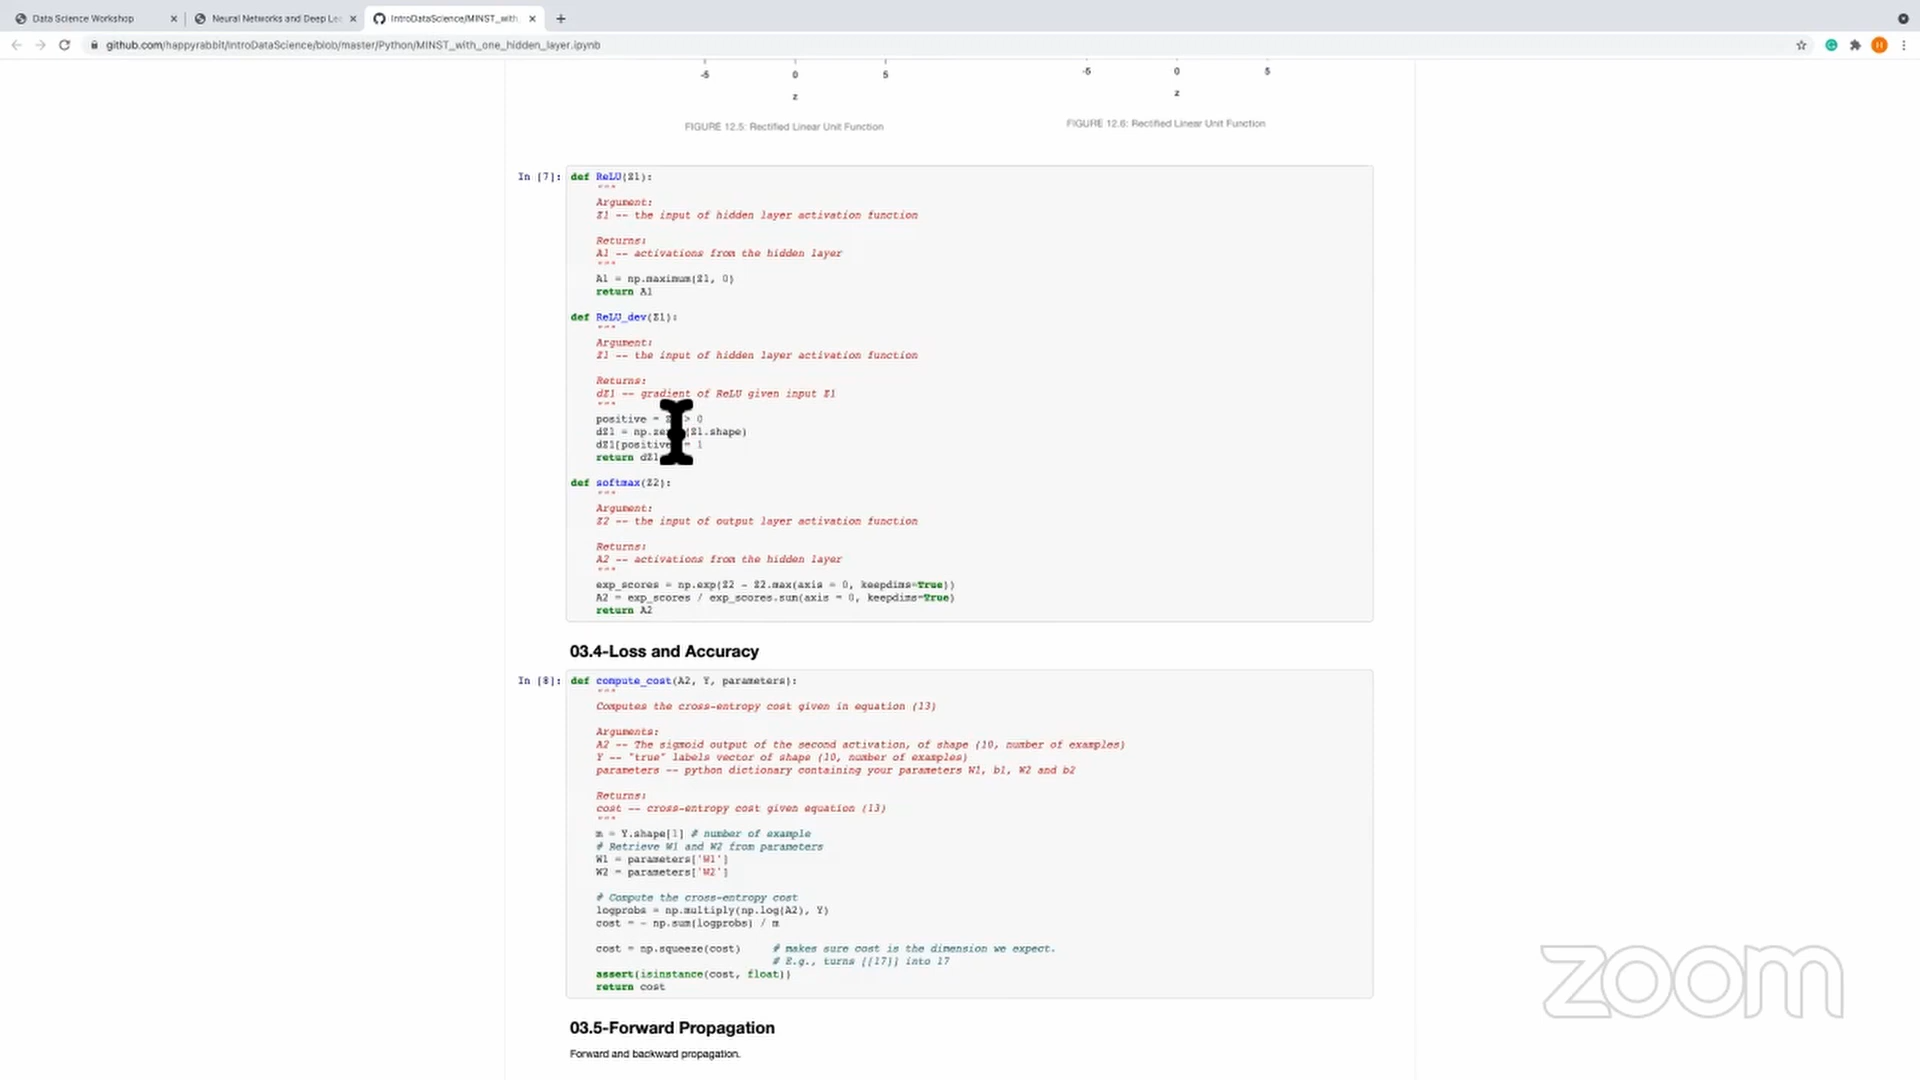 Data Science Workshop
Neural Networks and Deep Le
IntroDataScience/MINST_with
github.com/happyrabbit/IntroDataScience/blob/master/Python/MINST_with_one_hidden_layer.ipynb
-5 0 5
-5 0 5
z
z
FIGURE 12.5: Rectified Linear Unit Function
FIGURE 12.6: Rectified Linear Unit Function
In [7]: def ReLU(Z1):
"""
Argument:
Z1 -- the input of hidden layer activation function
Returns:
A1 -- activations from the hidden layer
"""
A1 = np.maximum(Z1, 0)
return A1
def ReLU_dev(Z1):
"""
Argument:
Z1 -- the input of hidden layer activation function
Returns:
dZ1 -- gradient of ReLU given input Z1
"""
positive = > 0
dZ1 = (Z1.shape)
dZ1[positive = 1
return dZ1
def softmax(Z2):
"""
Argument:
Z2 -- the input of output layer activation function
Returns:
A2 -- activations from the hidden layer
"""
exp_scores = np.exp(Z2 - Z2.max(axis = 0, keepdims=True))
A2 = exp_scores / exp_scores.sum(axis = 0, keepdims=True)
return A2
03.4-Loss and Accuracy
In [8]: def compute_cost(A2, Y, parameters):
"""
Computes the cross-entropy cost given in equation (13)
Arguments:
A2 -- The sigmoid output of the second activation, of shape (10, number of examples)
Y -- "true" labels vector of shape (10, number of examples)
parameters -- python dictionary containing your parameters W1, b1, W2 and b2
Returns:
cost -- cross-entropy cost given equation (13)
"""
m = Y.shape[1] # number of example
# Retrieve W1 and W2 from parameters
W1 = parameters['W1']
W2 = parameters['W2']
# Compute the cross-entropy cost
logprobs = np.multiply(np.log(A2), Y)
cost = - np.sum(logprobs) / m
cost = np.squeeze(cost) # makes sure cost is the dimension we expect.
# E.g., turns [[17]] into 17
assert(isinstance(cost, float))
return cost
03.5-Forward Propagation
Forward and backward propagation.
zoom
H